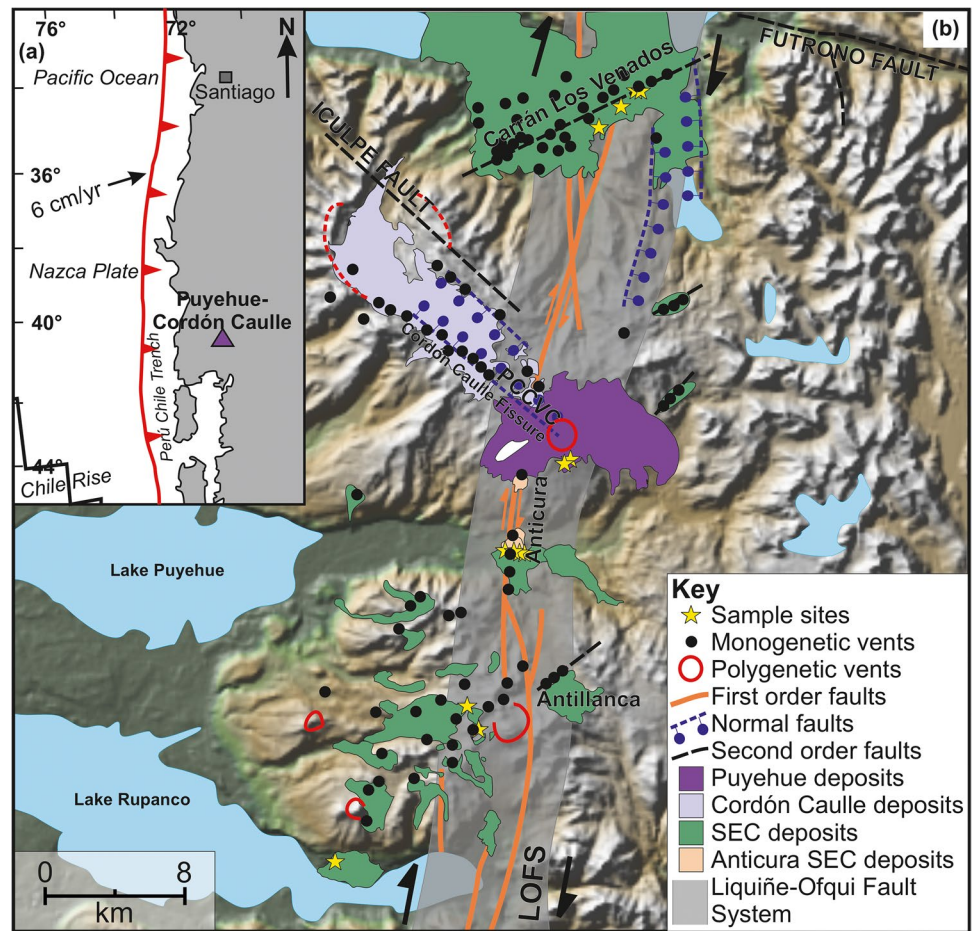 76°
72°
N
(a)
Pacific Ocean
Santiago
36°
6 cm/yr
Nazca Plate
Puyehue-
Cordón Caulle
40°
Perú Chile Trench
44°
Chile Rise
(b)
FUTRONO FAULT
Carrán Los Venados
ICULPE FAULT
Cordón Caulle Fissure
PCCVC
Anticura
Lake Puyehue
Antillanca
Lake Rupanco
LOFS
0 8
km
Key
Sample sites
Monogenetic vents
Polygenetic vents
First order faults
Normal faults
Second order faults
Puyehue deposits
Cordón Caulle deposits
SEC deposits
Anticura SEC deposits
Liquiñe-Ofqui Fault
System